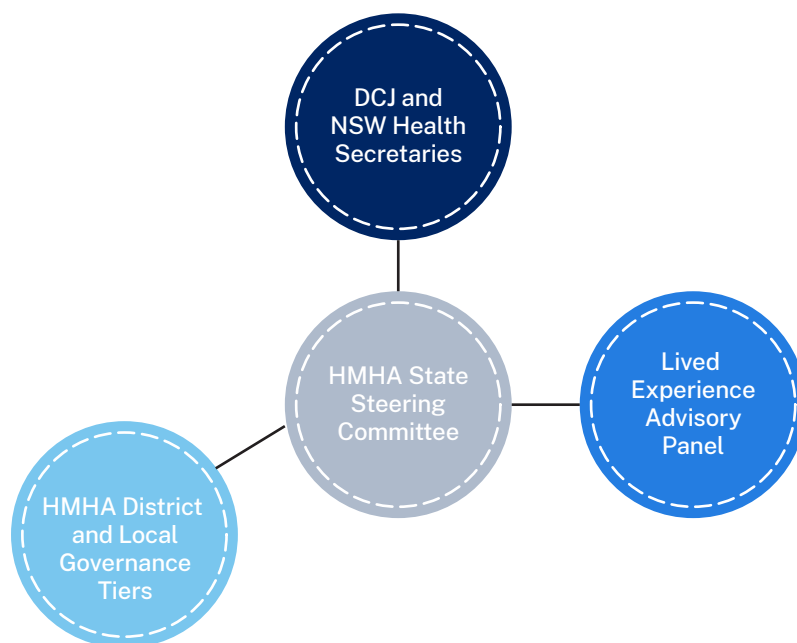 DCJ and
NSW Health
Secretaries
HMHA State
Steering
Committee
Lived
Experience
Advisory
Panel
HMHA District
and Local
Governance
Tiers